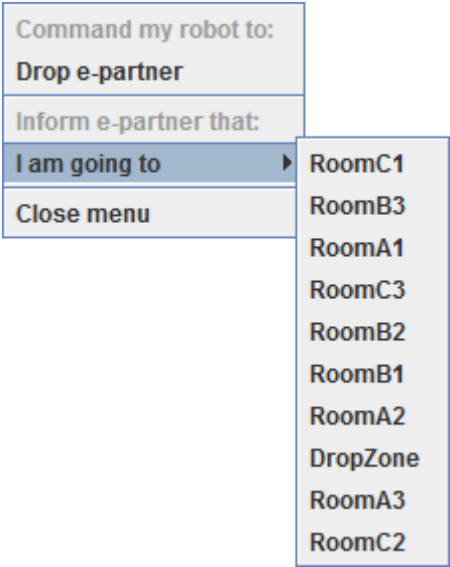 Command my robot to:
Drop e-partner
Inform e-partner that:
I am going to
Close menu
RoomC1
RoomB3
RoomA1
RoomC3
RoomB2
RoomB1
RoomA2
DropZone
RoomA3
RoomC2